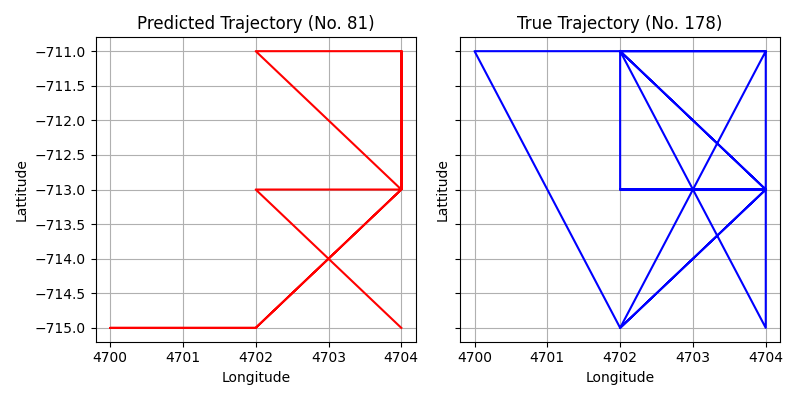 Predicted Trajectory (No. 81)
True Trajectory (No. 178)
−711.0
−711.5
−712.0
−712.5
−713.0
−713.5
−714.0
−714.5
−715.0
Lattitude
Lattitude
4700 4701 4702 4703 4704
4700 4701 4702 4703 4704
Longitude
Longitude